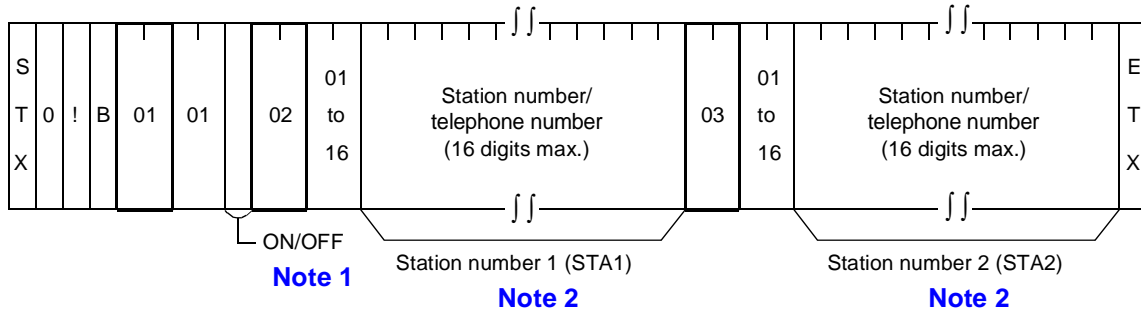 STX 0 ! B 01 01 02 01 to 16 Station number/ telephone number (16 digits max.) 03 01 to 16 Station number/ telephone number (16 digits max.) ETX
ON/OFF
Note 1
Station number 1 (STA1)
Note 2
Station number 2 (STA2)
Note 2